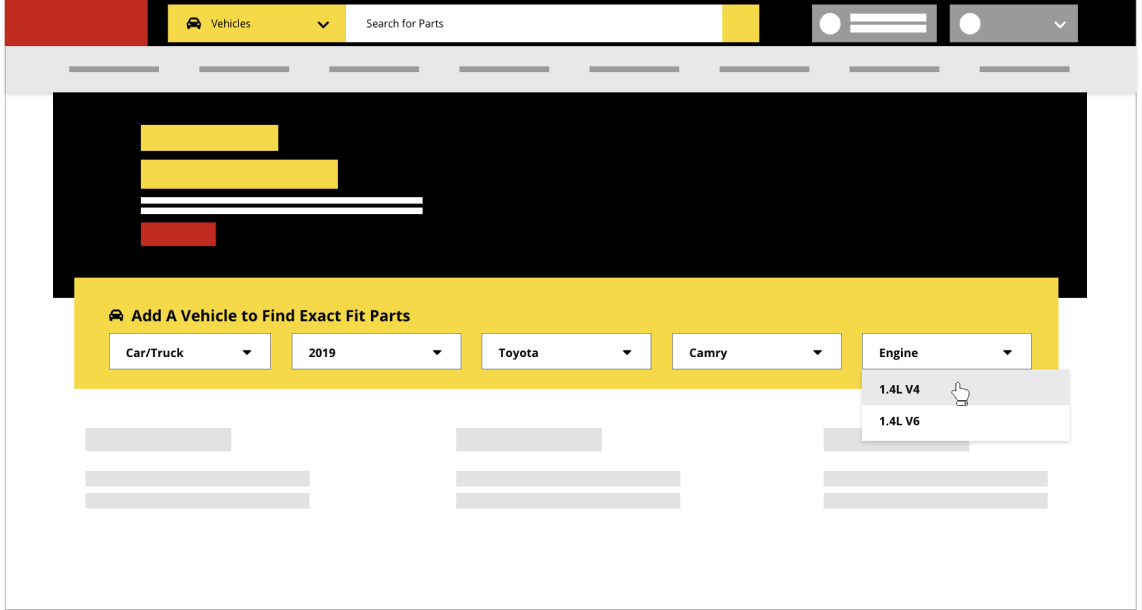 Vehicles
Search for Parts
Add A Vehicle to Find Exact Fit Parts
Car/Truck
2019
Toyota
Camry
Engine
1.4L V4
1.4L V6